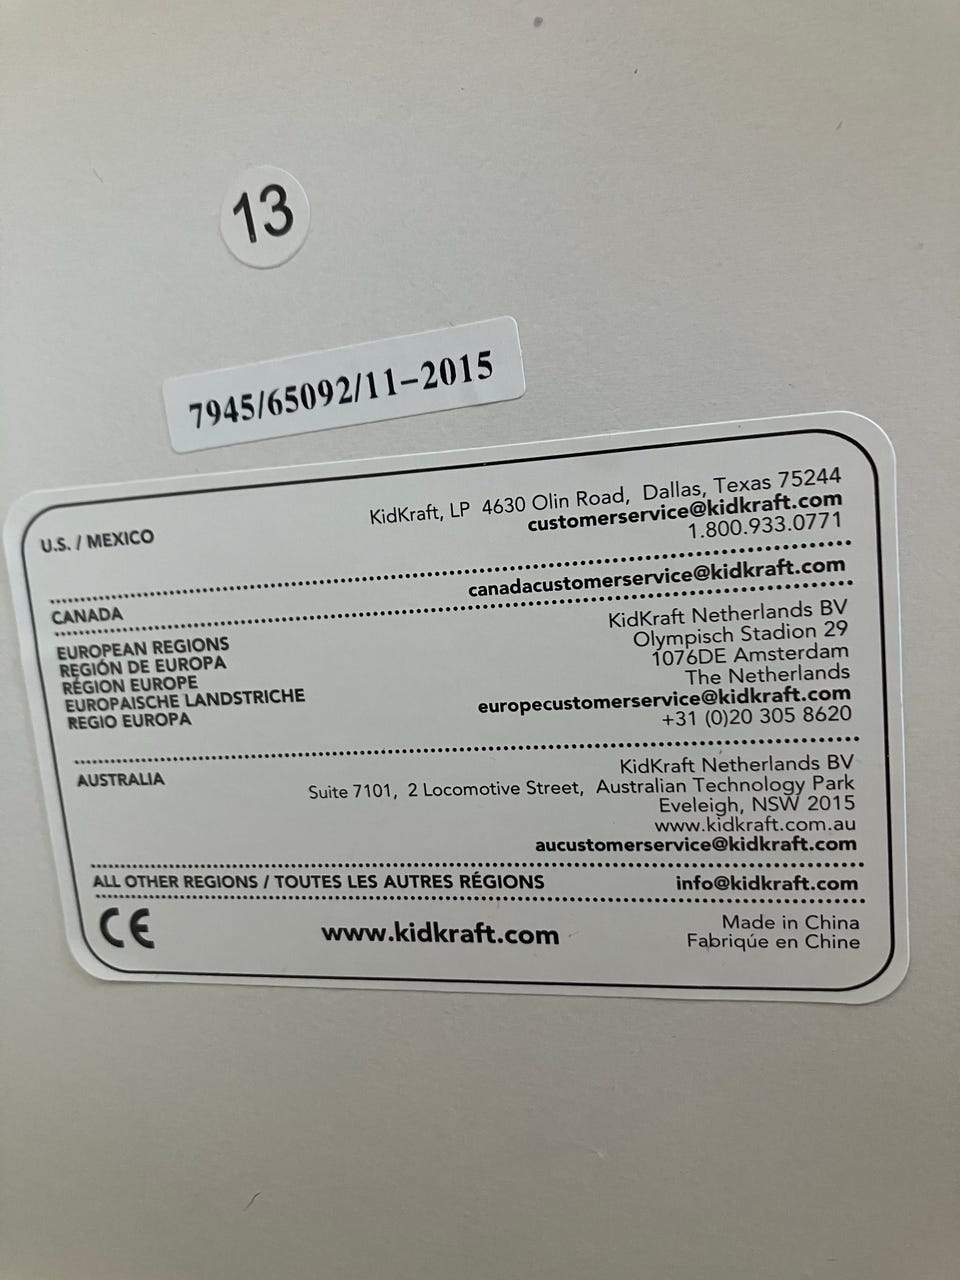 13
7945/65092/11-2015
U.S. / MEXICO
KidKraft, LP 4630 Olin Road, Dallas, Texas 75244
customerservice@kidkraft.com
1.800.933.0771
CANADA
canadacustomerservice@kidkraft.com
EUROPEAN REGIONS
REGIÓN DE EUROPA
RÉGION EUROPE
EUROPAISCHE LANDSTRICHE
REGIO EUROPA
KidKraft Netherlands BV
Olympisch Stadion 29
1076DE Amsterdam
The Netherlands
europecustomerservice@kidkraft.com
+31 (0)20 305 8620
AUSTRALIA
KidKraft Netherlands BV
Suite 7101, 2 Locomotive Street, Australian Technology Park
Eveleigh, NSW 2015
www.kidkraft.com.au
aucustomerservice@kidkraft.com
ALL OTHER REGIONS / TOUTES LES AUTRES RÉGIONS
info@kidkraft.com
CE
www.kidkraft.com
Made in China
Fabriqúe en Chine